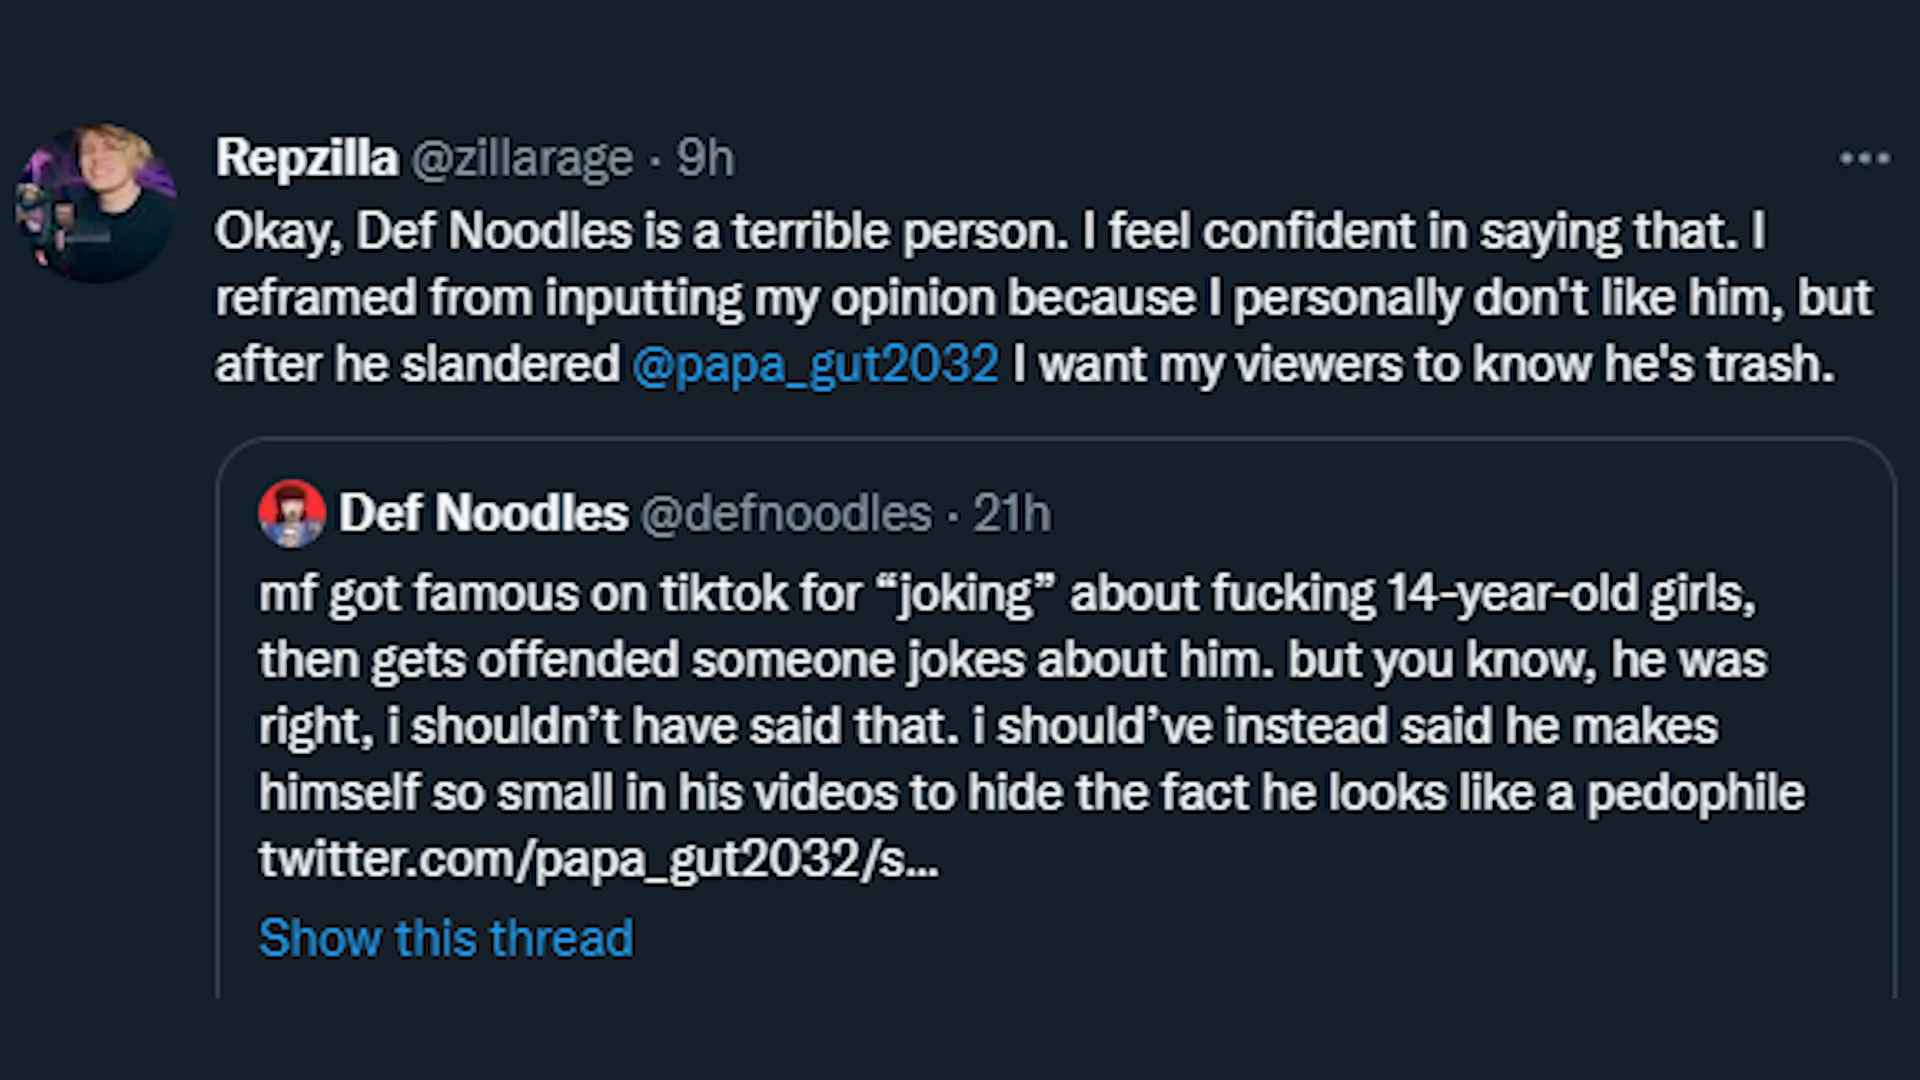 Repzilla @zillarage · 9h
Okay, Def Noodles is a terrible person. I feel confident in saying that. I
reframed from inputting my opinion because I personally don't like him, but
after he slandered @papa_gut2032 I want my viewers to know he's trash.
Def Noodles @defnoodles · 21h
mf got famous on tiktok for “joking” about fucking 14-year-old girls,
then gets offended someone jokes about him. but you know, he was
right, i shouldn’t have said that. i should’ve instead said he makes
himself so small in his videos to hide the fact he looks like a pedophile
twitter.com/papa_gut2032/s...
Show this thread